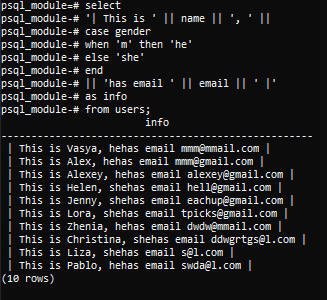 psql_module=# select
psql_module-# '| This is ' || name || ', ' ||
psql_module-# case gender
psql_module-# when 'm' then 'he'
psql_module-# else 'she'
psql_module-# end
psql_module-# || 'has email ' || email || ' |'
psql_module-# as info
psql_module-# from users;
info
| This is Vasya, hehas email mmm@mmail.com |
| This is Alex, hehas email mmm@gmail.com |
| This is Alexey, hehas email alexey@gmail.com |
| This is Helen, shehas email hell@gmail.com |
| This is Jenny, shehas email eachup@gmail.com |
| This is Lora, shehas email tpicks@gmail.com |
| This is Zhenia, hehas email dwdw@mmail.com |
| This is Christina, shehas email ddwgrtgs@l.com |
| This is Liza, shehas email s@l.com |
| This is Pablo, hehas email swda@l.com |
(10 rows)